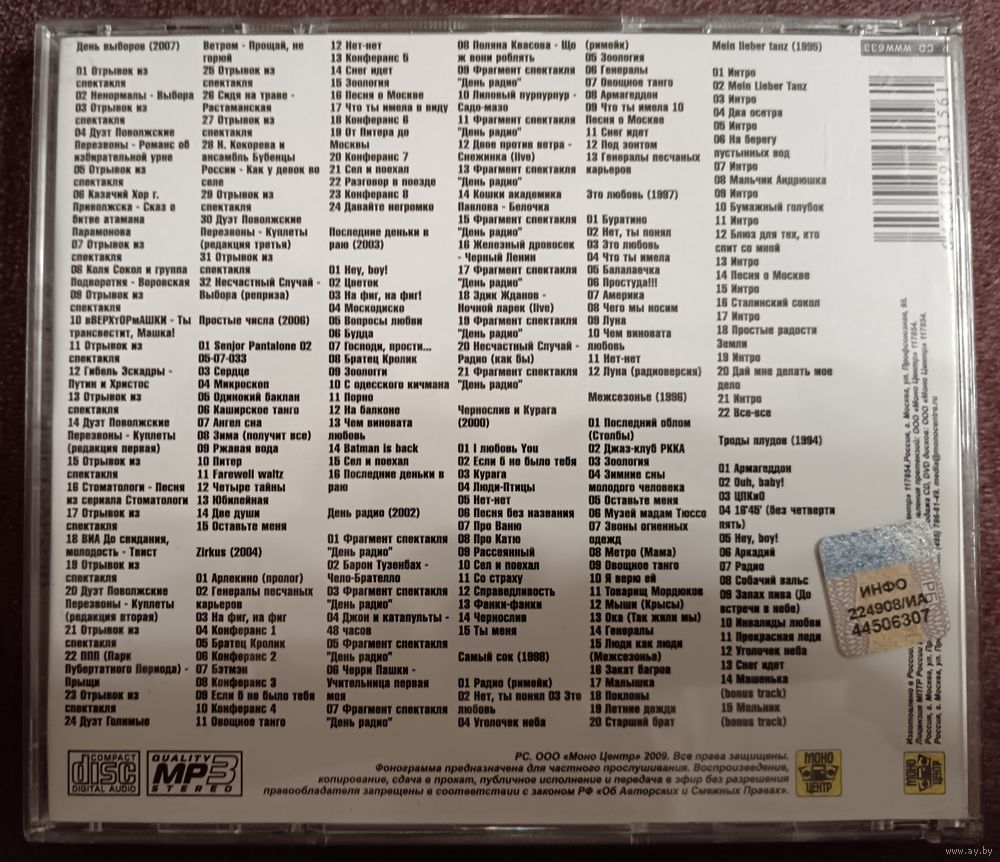 День выборов (2007)
01 Отрывок из
спектакля
02 Ненормалы - Выбора
03 Отрывок из
спектакля
04 Дуэт Поволжские
Перезвоны - Романс об
избирательной урне
05 Отрывок из
спектакля
06 Казачий Хор г.
Приволжска - Сказ о
битве атамана
Парамонова
07 Отрывок из
спектакля
08 Коля Сокол и группа
Подворотня - Воровская
09 Отрывок из
спектакля
10 вВЕРХтОРмАШКИ - Ты
трансвестит, Машка!
11 Отрывок из
спектакля
12 Гибель Эскадры -
Путин и Христос
13 Отрывок из
спектакля
14 Дуэт Поволжские
Перезвоны - Куплеты
(редакция первая)
15 Отрывок из
спектакля
16 Стоматологи - Песня
из сериала Стоматологи
17 Отрывок из
спектакля
18 ВИА До свидания,
молодость - Твист
19 Отрывок из
спектакля
20 Дуэт Поволжские
Перезвоны - Куплеты
(редакция вторая)
21 Отрывок из
спектакля
22 ППП (Парк
Пубертатного Периода) -
Прыщи
23 Отрывок из
спектакля
24 Дуэт Голимые
Ветром - Прощай, не
горюй
25 Отрывок из
спектакля
26 Сидя на траве -
Растаманская
27 Отрывок из
спектакля
28 Н. Кокорева и
ансамбль Бубенцы
России - Как у девок во
селе
29 Отрывок из
спектакля
30 Дуэт Поволжские
Перезвоны - Куплеты
(редакция третья)
31 Отрывок из
спектакля
32 Несчастный Случай -
Выбора (реприза)
Простые числа (2006)
01 Senjor Pantalone 02
05-07-033
03 Сердце
04 Микроскоп
05 Одинокий баклан
06 Каширское танго
07 Ангел сна
08 Зима (получит все)
09 Ржавая вода
10 Питер
11 Farewell waltz
12 Четыре тайны
13 Юбилейная
14 Две души
15 Оставьте меня
Zirkus (2004)
01 Арлекино (пролог)
02 Генералы песчаных
карьеров
03 На фиг, на фиг
04 Конферанс 1
05 Братец Кролик
06 Конферанс 2
07 Бэтмэн
08 Конферанс 3
09 Если б не было тебя
10 Конферанс 4
11 Овощное танго
12 Нет-нет
13 Конферанс 5
14 Снег идет
15 Зоология
16 Песня о Москве
17 Что ты имела в виду
18 Конферанс 6
19 От Питера до
Москвы
20 Конферанс 7
21 Сел и поехал
22 Разговор в поезде
23 Конферанс 8
24 Давайте негромко
Последние деньки в
раю (2003)
01 Hey, boy!
02 Цветок
03 На фиг, на фиг!
04 Москодиско
05 Вопросы любви
06 Будда
07 Господи, прости...
08 Братец Кролик
09 Зоологги
10 С одесского кичмана
11 Порно
12 На балконе
13 Чем виновата
любовь
14 Batman is back
15 Сел и поехал
16 Последние деньки в
раю
День радио (2002)
01 Фрагмент спектакля
"День радио"
02 Барон Тузенбах -
Чело-Брателло
03 Фрагмент спектакля
"День радио"
04 Джон и катапульты -
48 часов
05 Фрагмент спектакля
"День радио"
06 Черри Пашки -
Учительница первая
моя
07 Фрагмент спектакля
"День радио"
08 Поляна Квасова - Що
ж вони роблять
09 Фрагмент спектакля
"День радио"
10 Лиловый пурпурпур -
Садо-мазо
11 Фрагмент спектакля
"День радио"
12 Двое против ветра -
Снежинка (live)
13 Фрагмент спектакля
"День радио"
14 Кошки академика
Павлова - Белочка
15 Фрагмент спектакля
"День радио"
16 Железный дровосек
- Черный Ленин
17 Фрагмент спектакля
"День радио"
18 Эдик Жданов -
Ночной ларек (live)
19 Фрагмент спектакля
"День радио"
20 Несчастный Случай -
Радио (как бы)
21 Фрагмент спектакля
"День радио"
Чернослив и Курага
(2000)
01 I любовь You
02 Если б не было тебя
03 Курага
04 Люди-Птицы
05 Нет-нет
06 Песня без названия
07 Про Ваню
08 Про Катю
09 Рассеянный
10 Сел и поехал
11 Со страху
12 Справедливость
13 Фанки-фанки
14 Чернослив
15 Ты меня
Самый сок (1998)
01 Радио (римейк)
02 Нет, ты понял 03 Это
любовь
04 Уголочек неба
(римейк)
05 Зоология
06 Генералы
07 Овощное танго
08 Армагеддон
09 Что ты имела 10
Песня о Москве
11 Снег идет
12 Под зонтом
13 Генералы песчаных
карьеров
Это любовь (1997)
01 Буратино
02 Нет, ты понял
03 Это любовь
04 Что ты имела
05 Балалаечка
06 Простуда!!!
07 Америка
08 Чего мы носим
09 Луна
10 Чем виновата
любовь
11 Нет-нет
12 Луна (радиоверсия)
Межсезонье (1996)
01 Последний облом
(Столбы)
02 Джаз-клуб РККА
03 Зоология
04 Зимние сны
молодого человека
05 Оставьте меня
06 Музей мадам Тюссо
07 Звоны огненных
одежд
08 Метро (Мама)
09 Овощное танго
10 Я верю ей
11 Товарищ Мордюков
12 Мыши (Крысы)
13 Ока (Так жили мы)
14 Генералы
15 Люди как люди
(Межсезонье)
16 Закат багров
17 Малышка
18 Поклоны
19 Летние дожди
20 Старший брат
Mein lieber tanz (1995)
01 Интро
02 Mein Lieber Tanz
03 Интро
04 Два осетра
05 Интро
06 На берегу
пустынных вод
07 Интро
08 Мальчик Андрюшка
09 Интро
10 Бумажный голубок
11 Интро
12 Блюз для тех, кто
спит со мной
13 Интро
14 Песня о Москве
15 Интро
16 Сталинский сокол
17 Интро
18 Простые радости
Земли
19 Интро
20 Дай мне делать мое
дело
21 Интро
22 Все-все
Троды плудов (1994)
01 Армагеддон
02 Ouh, baby!
03 ЦПКиО
04 18'45' (без четверти
пять)
05 Hey, boy!
06 Аркадий
07 Радио
08 Собачий вальс
09 Запах пива (До
встречи в небе)
10 Инвалиды любви
11 Прекрасная леди
12 Уголочек неба
13 Снег идет
14 Машенька
(bonus track)
15 Мельник
(bonus track)
CD WWW633
ИНФО
224908/ИА
44506307
COMPACT
disc
DIGITAL AUDIO
QUALITY
MP3
STEREO
РС. ООО «Моно Центр» 2009. Все права защищены.
Фонограмма предназначена для частного прослушивания. Воспроизведение,
копирование, сдача в прокат, публичное исполнение и передача в эфир без разрешения
правообладателя запрещены в соответствии с законом РФ «Об Авторских и Смежных Правах».
МОНО
ЦЕНТР
МОНО
ЦЕНТР
www.ay.by